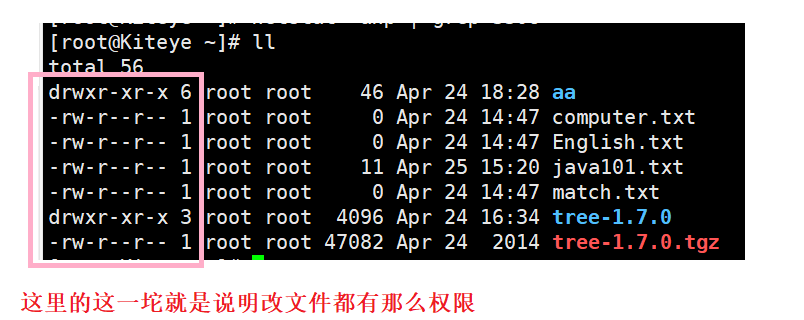 [root@Kiteye ~]# ll
total 56
drwxr-xr-x 6 root root    46 Apr 24 18:28 aa
-rw-r--r-- 1 root root     0 Apr 24 14:47 computer.txt
-rw-r--r-- 1 root root     0 Apr 24 14:47 English.txt
-rw-r--r-- 1 root root    11 Apr 25 15:20 java101.txt
-rw-r--r-- 1 root root     0 Apr 24 14:47 match.txt
drwxr-xr-x 3 root root  4096 Apr 24 16:34 tree-1.7.0
-rw-r--r-- 1 root root 47082 Apr 24  2014 tree-1.7.0.tgz
这里的这一坨就是说明改文件都有那么权限